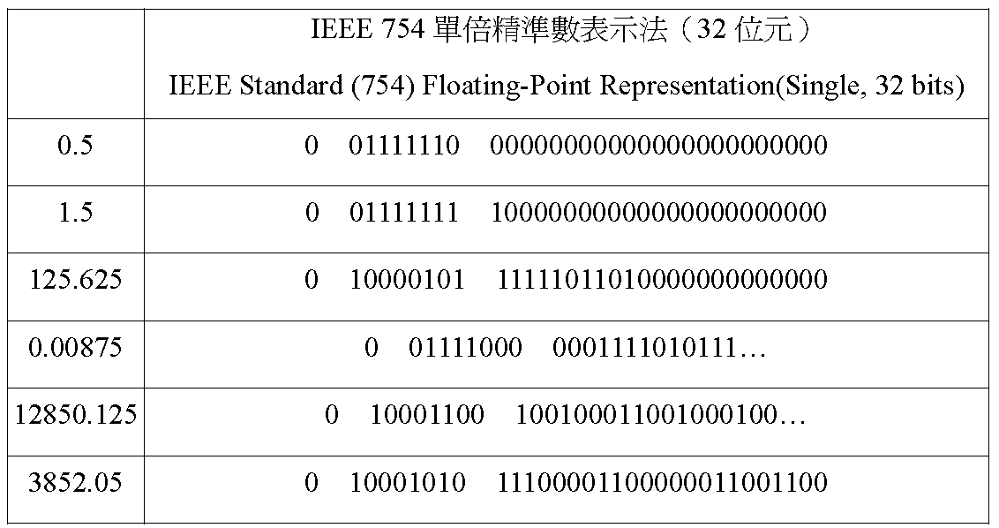 IEEE 754 單倍精準數表示法（32 位元）
IEEE Standard (754) Floating-Point Representation(Single, 32 bits)
0.5 0 01111110 00000000000000000000000
1.5 0 01111111 10000000000000000000000
125.625 0 10000101 11111011010000000000000
0.00875 0 01111000 0001111010111…
12850.125 0 10001100 100100011001000100…
3852.05 0 10001010 11100001100000011001100